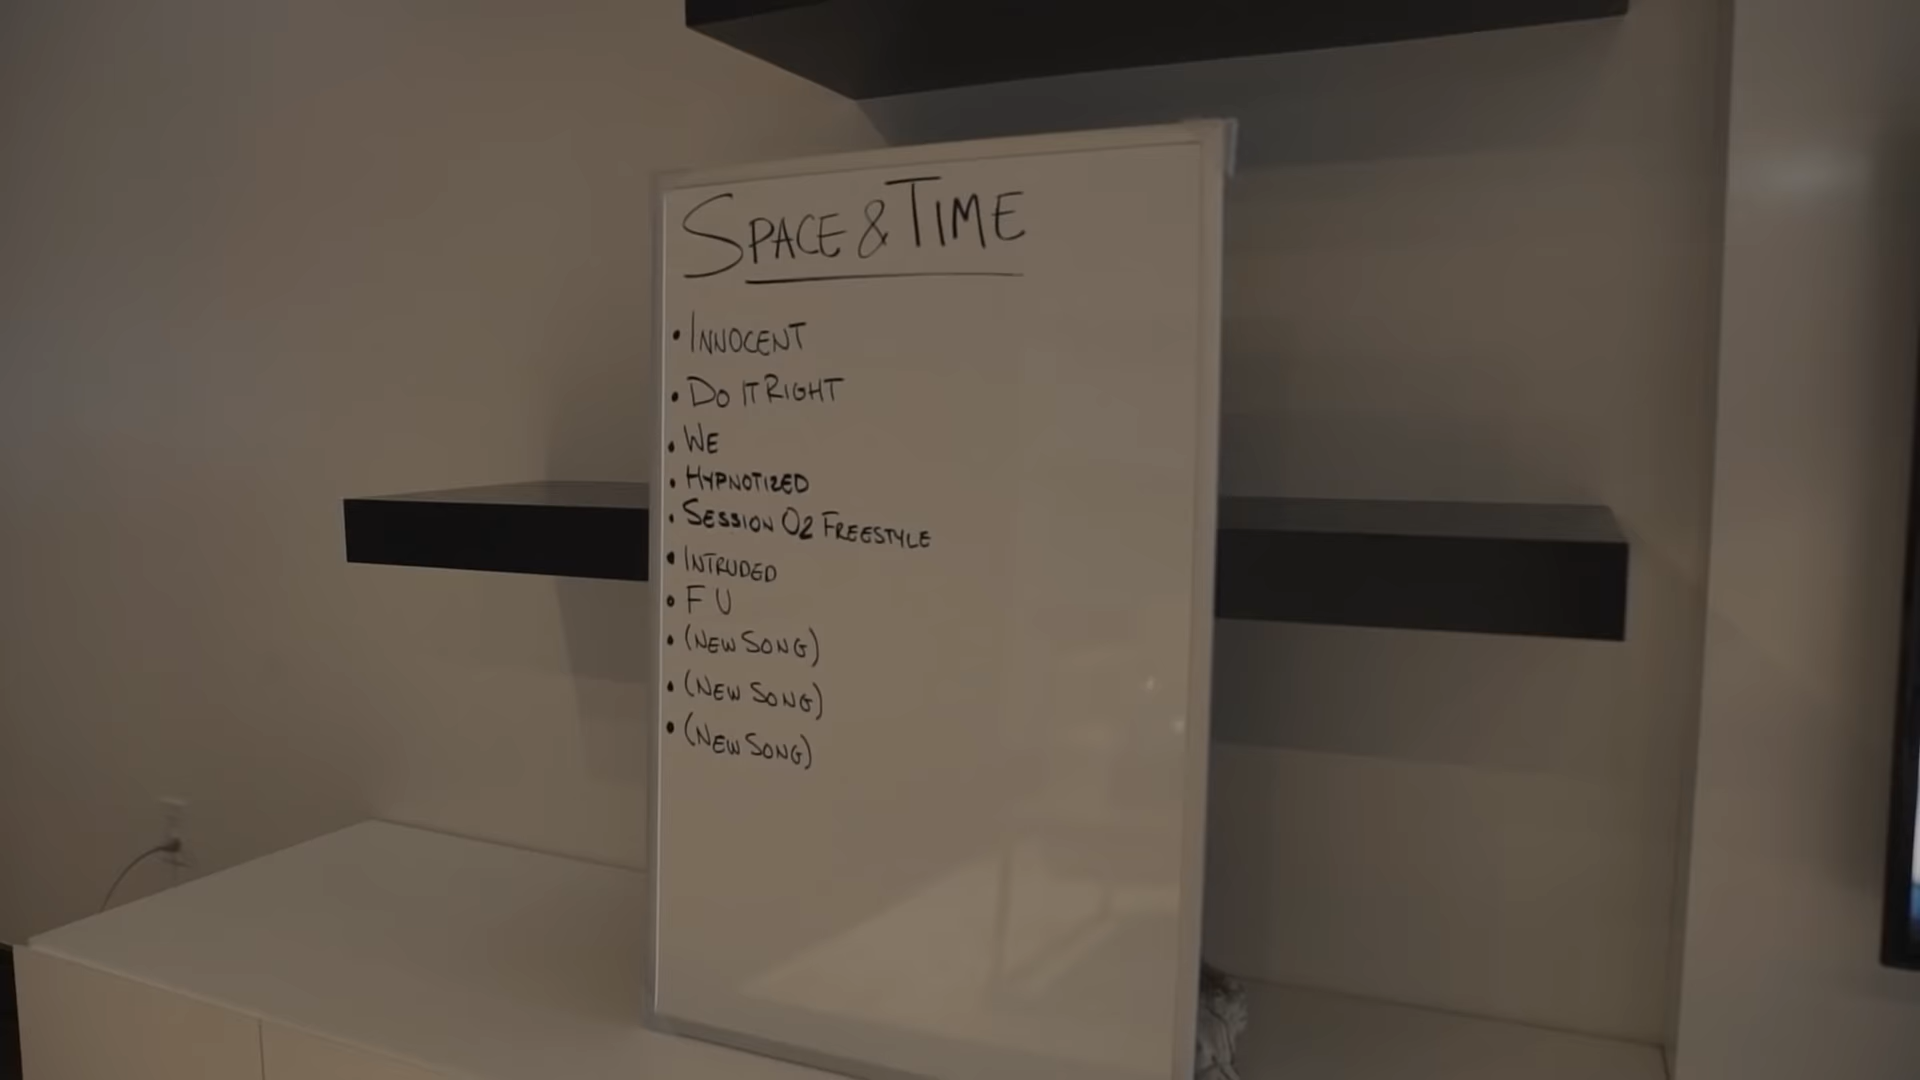 SPACE & TIME
• INNOCENT
• DO IT RIGHT
• WE
• HYPNOTIZED
• SESSION 02 FREESTYLE
• INTRUDED
• F U
• (NEW SONG)
• (NEW SONG)
• (NEW SONG)